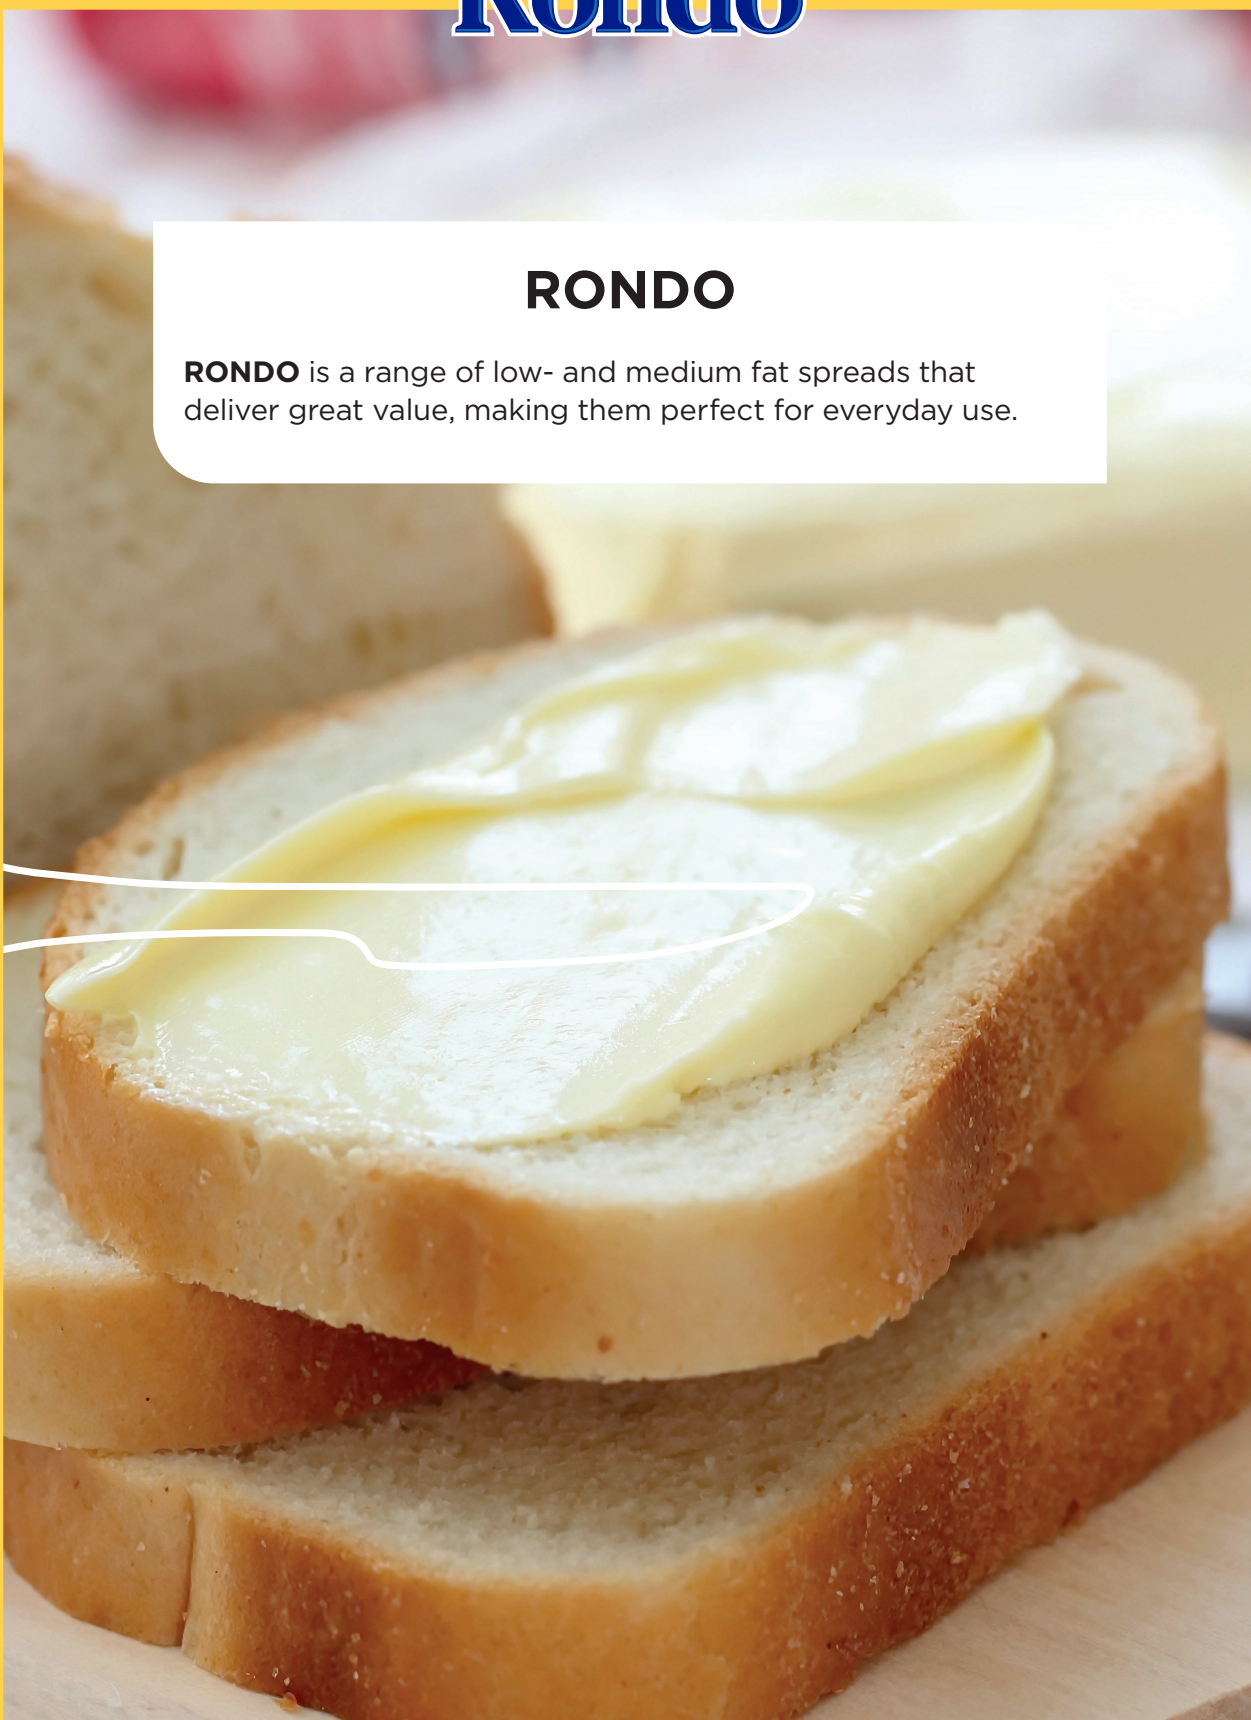 Rondo
RONDO
RONDO is a range of low- and medium fat spreads that
deliver great value, making them perfect for everyday use.